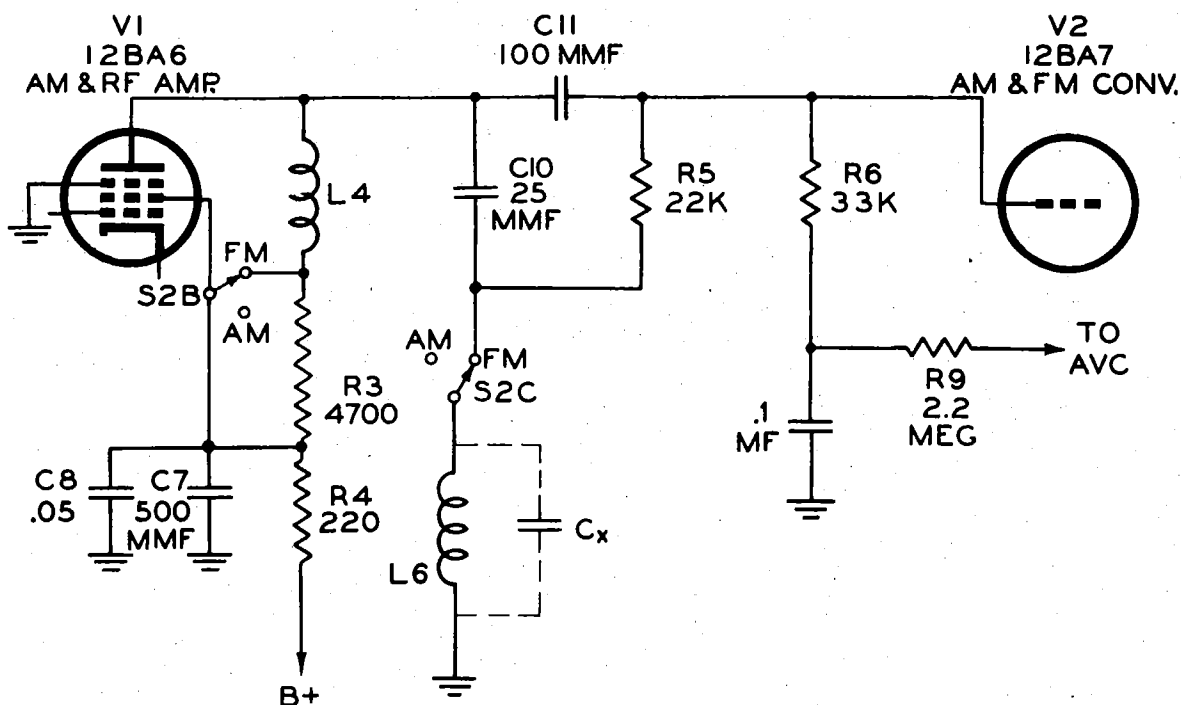 V1
12BA6
AM & RF AMP.
C11
100 MMF
V2
12BA7
AM & FM CONV.
L4
C10
25
MMF
R5
22K
R6
33K
FM
S2B
AM
AM
FM
S2C
R3
4700
TO
AVC
R9
2.2
MEG
.1
MF
C8
.05
C7
500
MMF
R4
220
L6
Cx
B+